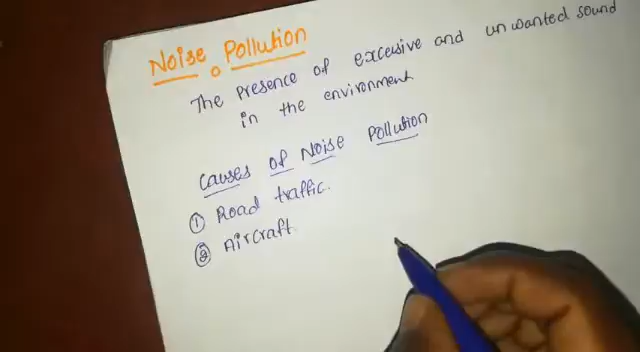 Noise Pollution
The presence of excessive and unwanted sound
in the environment
Causes of Noise Pollution
① Road traffic.
② Aircraft